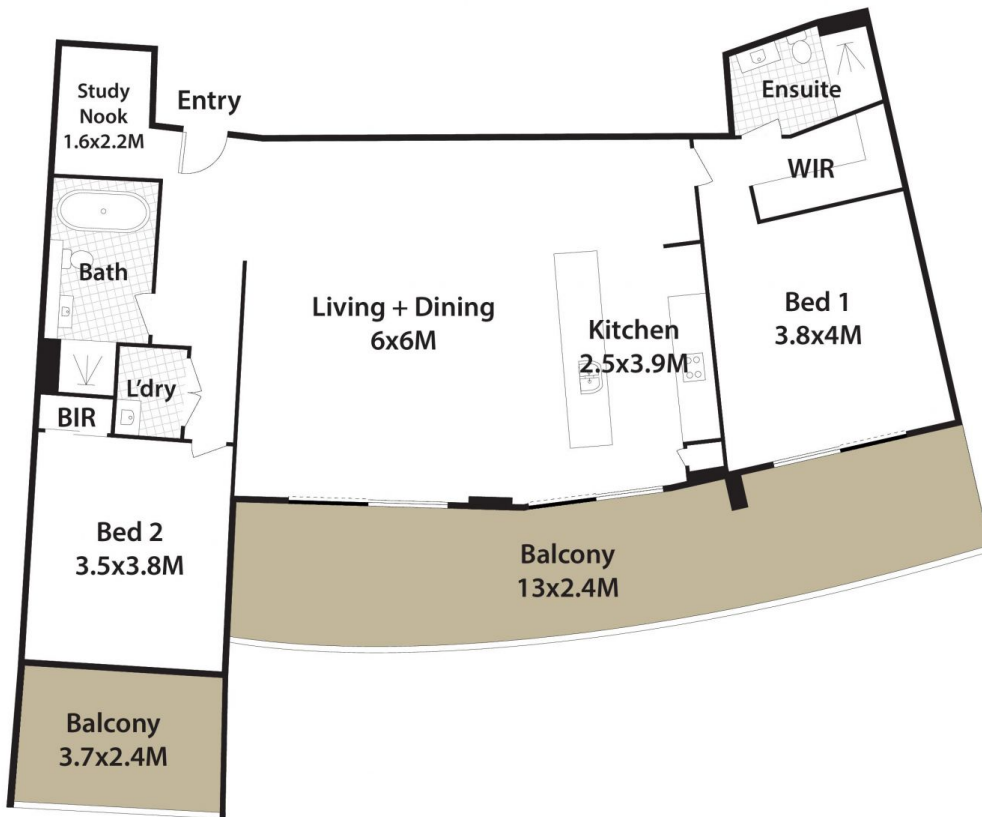 Study
Nook
1.6x2.2M
Entry
Ensuite
WIR
Bath
Living + Dining
6x6M
Kitchen
2.5x3.9M
Bed 1
3.8x4M
L'dry
BIR
Bed 2
3.5x3.8M
Balcony
13x2.4M
Balcony
3.7x2.4M